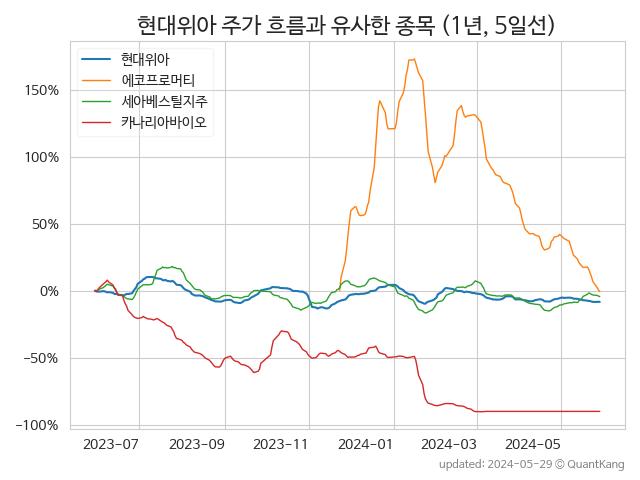 현대위아 주가 흐름과 유사한 종목 (1년, 5일선)
현대위아
에코프로머티
세아베스틸지주
카나리아바이오
150%
100%
50%
0%
−50%
−100%
2023-07 2023-09 2023-11 2024-01 2024-03 2024-05
updated: 2024-05-29 © QuantKang